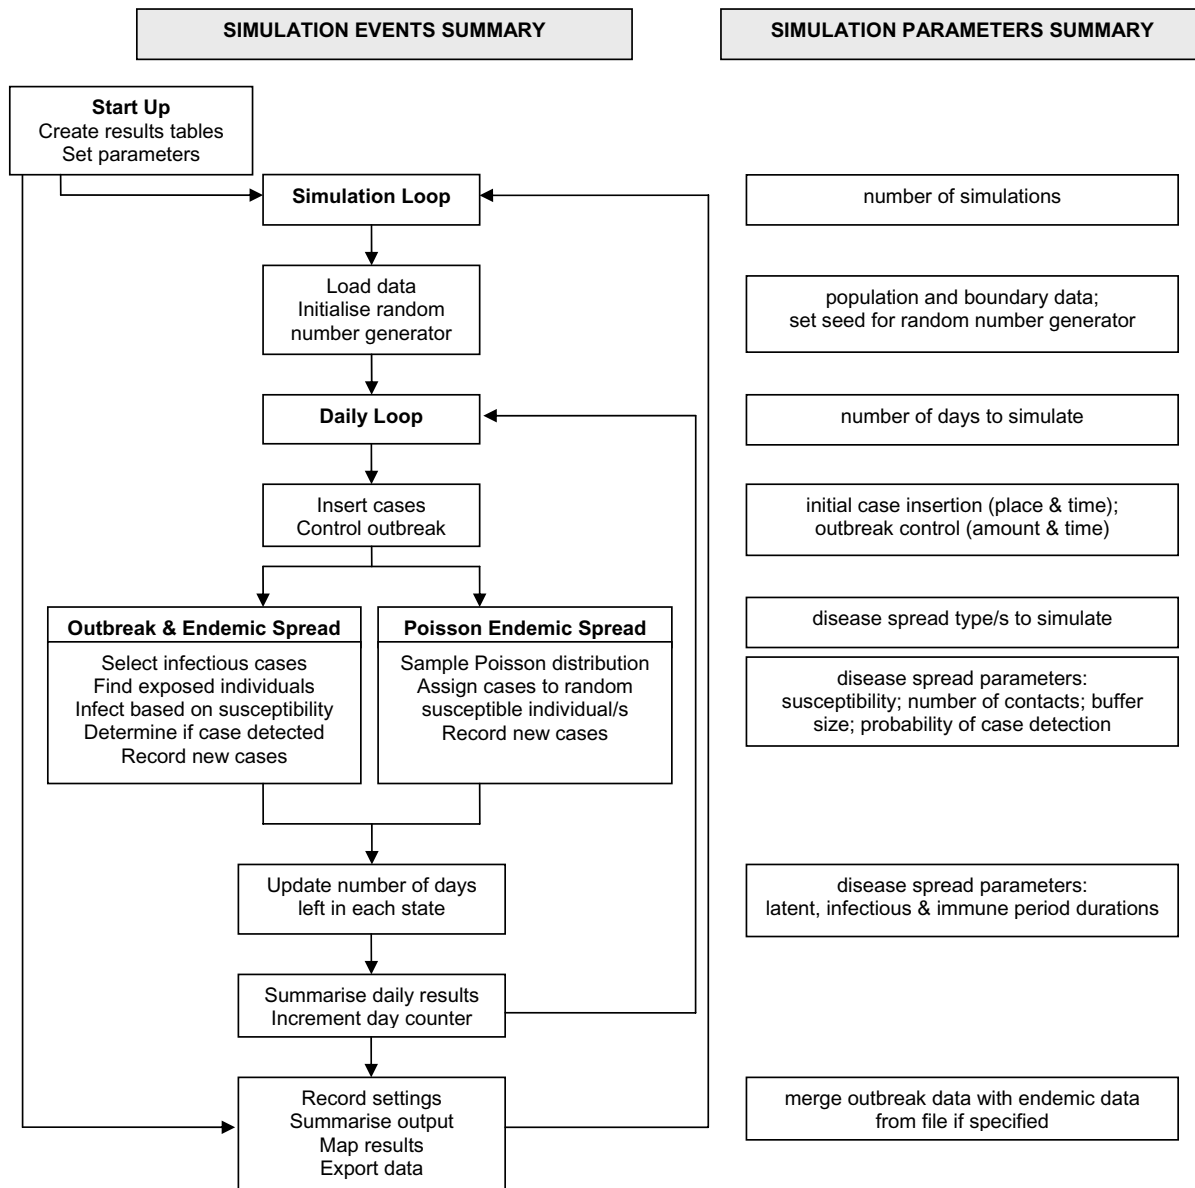 SIMULATION EVENTS SUMMARY
SIMULATION PARAMETERS SUMMARY
Start Up
Create results tables
Set parameters
Simulation Loop
number of simulations
Load data
Initialise random
number generator
population and boundary data;
set seed for random number generator
Daily Loop
number of days to simulate
Insert cases
Control outbreak
initial case insertion (place & time);
outbreak control (amount & time)
Outbreak & Endemic Spread
Select infectious cases
Find exposed individuals
Infect based on susceptibility
Determine if case detected
Record new cases
Poisson Endemic Spread
Sample Poisson distribution
Assign cases to random
susceptible individual/s
Record new cases
disease spread type/s to simulate
disease spread parameters:
susceptibility; number of contacts; buffer
size; probability of case detection
Update number of days
left in each state
disease spread parameters:
latent, infectious & immune period durations
Summarise daily results
Increment day counter
Record settings
Summarise output
Map results
Export data
merge outbreak data with endemic data
from file if specified